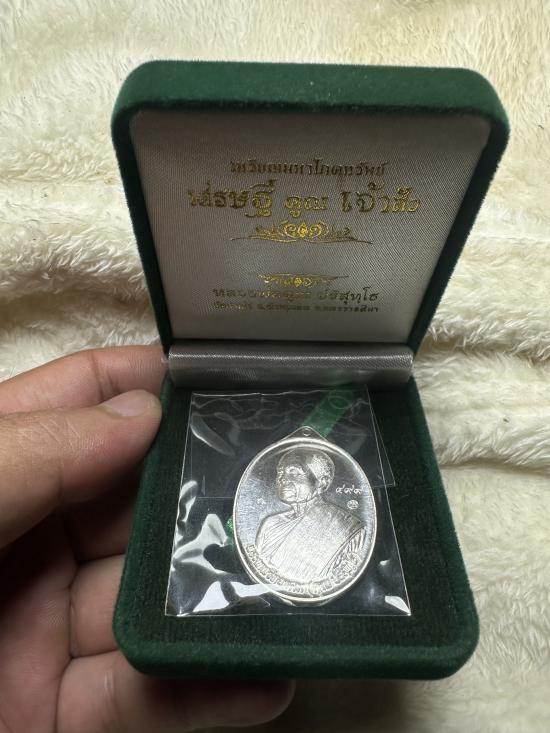 เหรียญมหาโภคทรัพย์
เศรษฐี คูณ เจ้าสัว
หลวงพ่อคูณ ปริสุทฺโธ
วัดบ้านไร่ อ.ด่านขุนทด จ.นครราชสีมา
๔๙๙